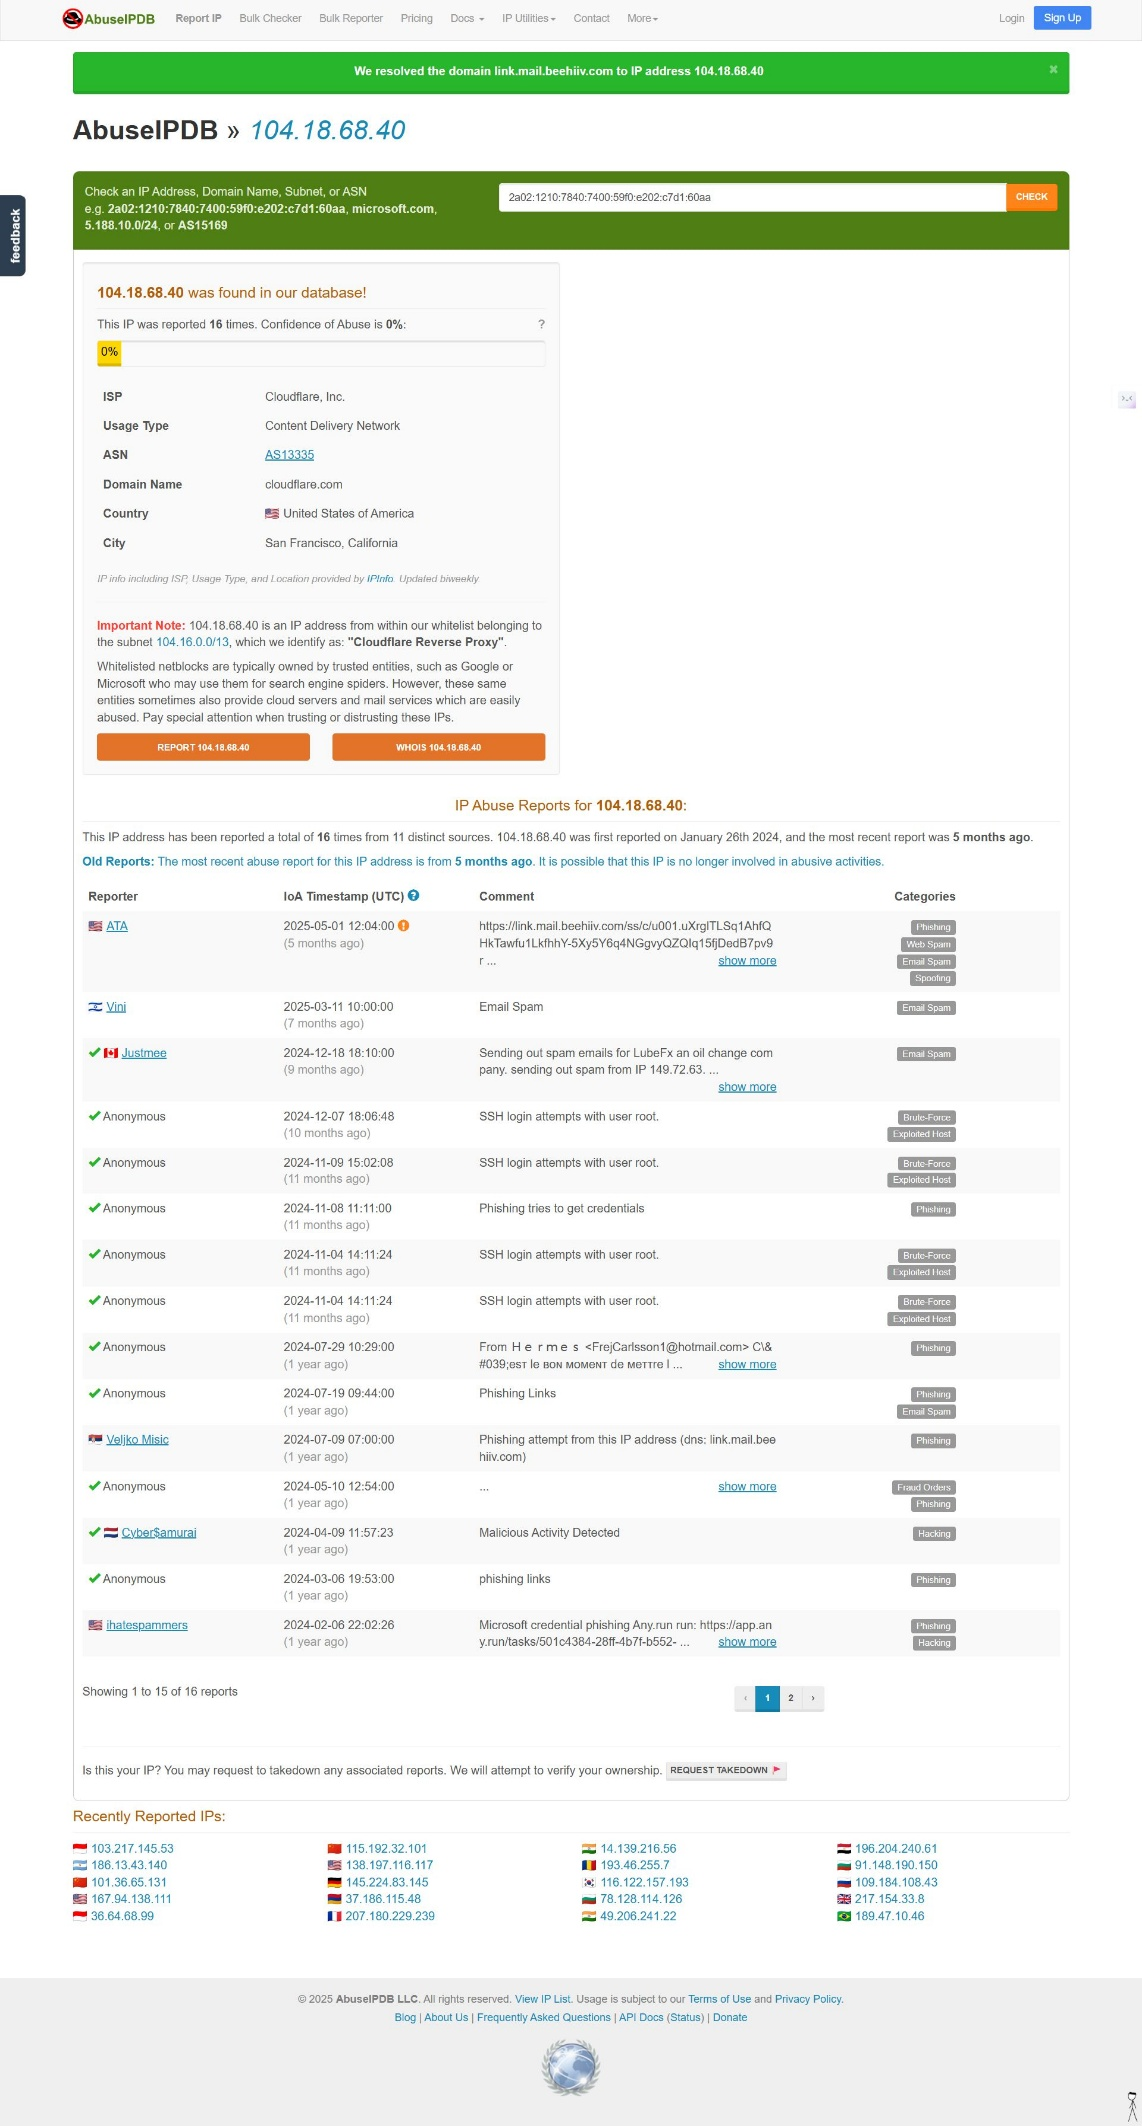 AbuseIPDB Report IP Bulk Checker Bulk Reporter Pricing Docs IP Utilities Contact More Login Sign Up
We resolved the domain link.mail.beehiiv.com to IP address 104.18.68.40 ×
AbuseIPDB » 104.18.68.40
feedback
Check an IP Address, Domain Name, Subnet, or ASN
e.g. 2a02:1210:7840:7400:59f0:e202:c7d1:60aa, microsoft.com,
5.188.10.0/24, or AS15169
2a02:1210:7840:7400:59f0:e202:c7d1:60aa CHECK
104.18.68.40 was found in our database!
This IP was reported 16 times. Confidence of Abuse is 0%: ?
0%
ISP Cloudflare, Inc.
Usage Type Content Delivery Network
ASN AS13335
Domain Name cloudflare.com
Country United States of America
City San Francisco, California
IP info including ISP, Usage Type, and Location provided by IPInfo. Updated biweekly
Important Note: 104.18.68.40 is an IP address from within our whitelist belonging to
the subnet 104.16.0.0/13, which we identify as: "Cloudflare Reverse Proxy".
Whitelisted netblocks are typically owned by trusted entities, such as Google or
Microsoft who may use them for search engine spiders. However, these same
entities sometimes also provide cloud servers and mail services which are easily
abused. Pay special attention when trusting or distrusting these IPs.
REPORT 104.18.68.40 WHOIS 104.18.68.40
IP Abuse Reports for 104.18.68.40:
This IP address has been reported a total of 16 times from 11 distinct sources. 104.18.68.40 was first reported on January 26th 2024, and the most recent report was 5 months ago.
Old Reports: The most recent abuse report for this IP address is from 5 months ago. It is possible that this IP is no longer involved in abusive activities.
Reporter IoA Timestamp (UTC) ? Comment Categories
ATA 2025-05-01 12:04:00 https://link.mail.beehiiv.com/ss/c/u001.uXrgITLSq1AhfQ Phishing
(5 months ago) HkTawfu1LkfhhY-5Xy5Y6q4NGgvyQZQIq15fjDedB7pv9 Web Spam
r ... show more Email Spam
Spoofing
Vini 2025-03-11 10:00:00 Email Spam Email Spam
(7 months ago)
Justmee 2024-12-18 18:10:00 Sending out spam emails for LubeFx an oil change com Email Spam
(9 months ago) pany. sending out spam from IP 149.72.63. ...
show more
Anonymous 2024-12-07 18:06:48 SSH login attempts with user root. Brute-Force
(10 months ago) Exploited Host
Anonymous 2024-11-09 15:02:08 SSH login attempts with user root. Brute-Force
(11 months ago) Exploited Host
Anonymous 2024-11-08 11:11:00 Phishing tries to get credentials Phishing
(11 months ago)
Anonymous 2024-11-04 14:11:24 SSH login attempts with user root. Brute-Force
(11 months ago) Exploited Host
Anonymous 2024-11-04 14:11:24 SSH login attempts with user root. Brute-Force
(11 months ago) Exploited Host
Anonymous 2024-07-29 10:29:00 From H e r m e s <FrejCarlsson1@hotmail.com> C\& Phishing
(1 year ago) #039;eѕт le вoɴ мoмeɴт de мeттre l ... show more
Anonymous 2024-07-19 09:44:00 Phishing Links Phishing
(1 year ago) Email Spam
Veljko Misic 2024-07-09 07:00:00 Phishing attempt from this IP address (dns: link.mail.bee Phishing
(1 year ago) hiiv.com)
Anonymous 2024-05-10 12:54:00 ... show more Fraud Orders
(1 year ago) Phishing
Cyber$amurai 2024-04-09 11:57:23 Malicious Activity Detected Hacking
(1 year ago)
Anonymous 2024-03-06 19:53:00 phishing links Phishing
(1 year ago)
ihatespammers 2024-02-06 22:02:26 Microsoft credential phishing Any.run run: https://app.an Phishing
(1 year ago) y.run/tasks/501c4384-28ff-4b7f-b552- ... show more Hacking
Showing 1 to 15 of 16 reports ‹ 1 2 ›
Is this your IP? You may request to takedown any associated reports. We will attempt to verify your ownership. REQUEST TAKEDOWN
Recently Reported IPs:
103.217.145.53 115.192.32.101 14.139.216.56 196.204.240.61
186.13.43.140 138.197.116.117 193.46.255.7 91.148.190.150
101.36.65.131 145.224.83.145 116.122.157.193 109.184.108.43
167.94.138.111 37.186.115.48 78.128.114.126 217.154.33.8
36.64.68.99 207.180.229.239 49.206.241.22 189.47.10.46
© 2025 AbuseIPDB LLC. All rights reserved. View IP List. Usage is subject to our Terms of Use and Privacy Policy.
Blog | About Us | Frequently Asked Questions | API Docs (Status) | Donate